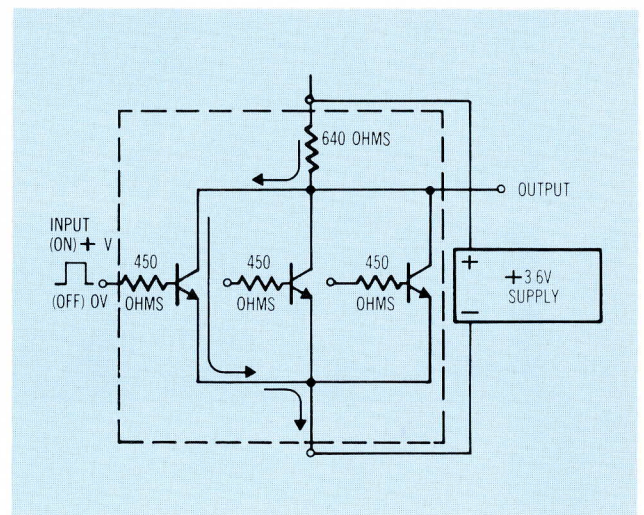 640 OHMS
OUTPUT
INPUT
(ON) + V
(OFF) 0V
450
OHMS
450
OHMS
450
OHMS
+
+3.6V
SUPPLY
−